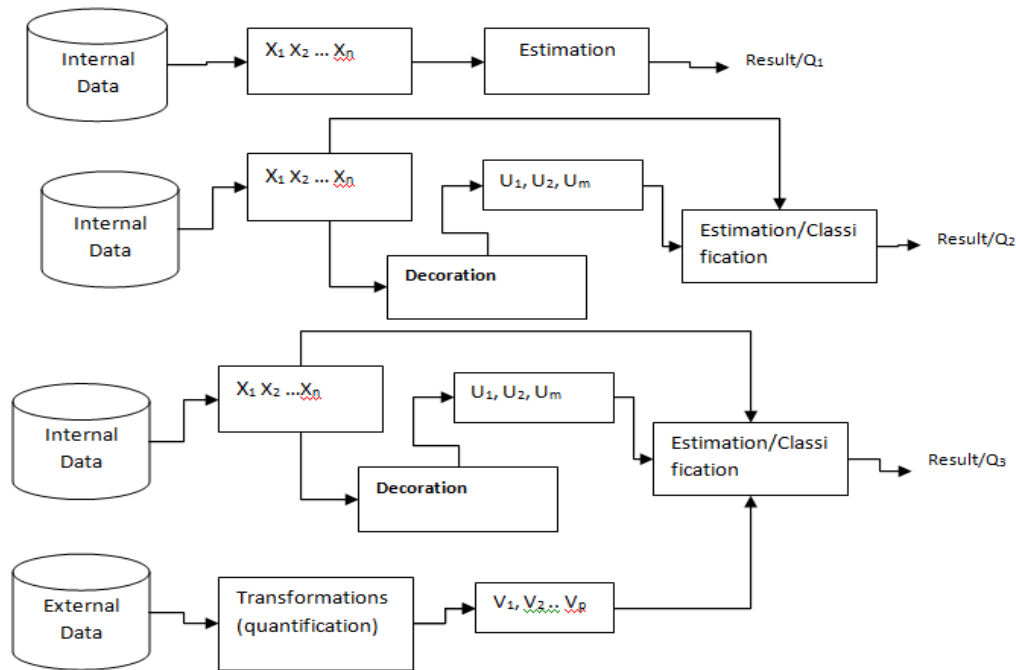 Internal
Data
X₁ X₂ ... Xₙ
Estimation
Result/Q₁
Internal
Data
X₁ X₂ ... Xₙ
U₁, U₂, Uₘ
Decoration
Estimation/Classi
fication
Result/Q₂
Internal
Data
X₁ X₂ ...Xₙ
U₁, U₂, Uₘ
Decoration
Estimation/Classi
fication
Result/Q₃
External
Data
Transformations
(quantification)
V₁, V₂.. Vₚ